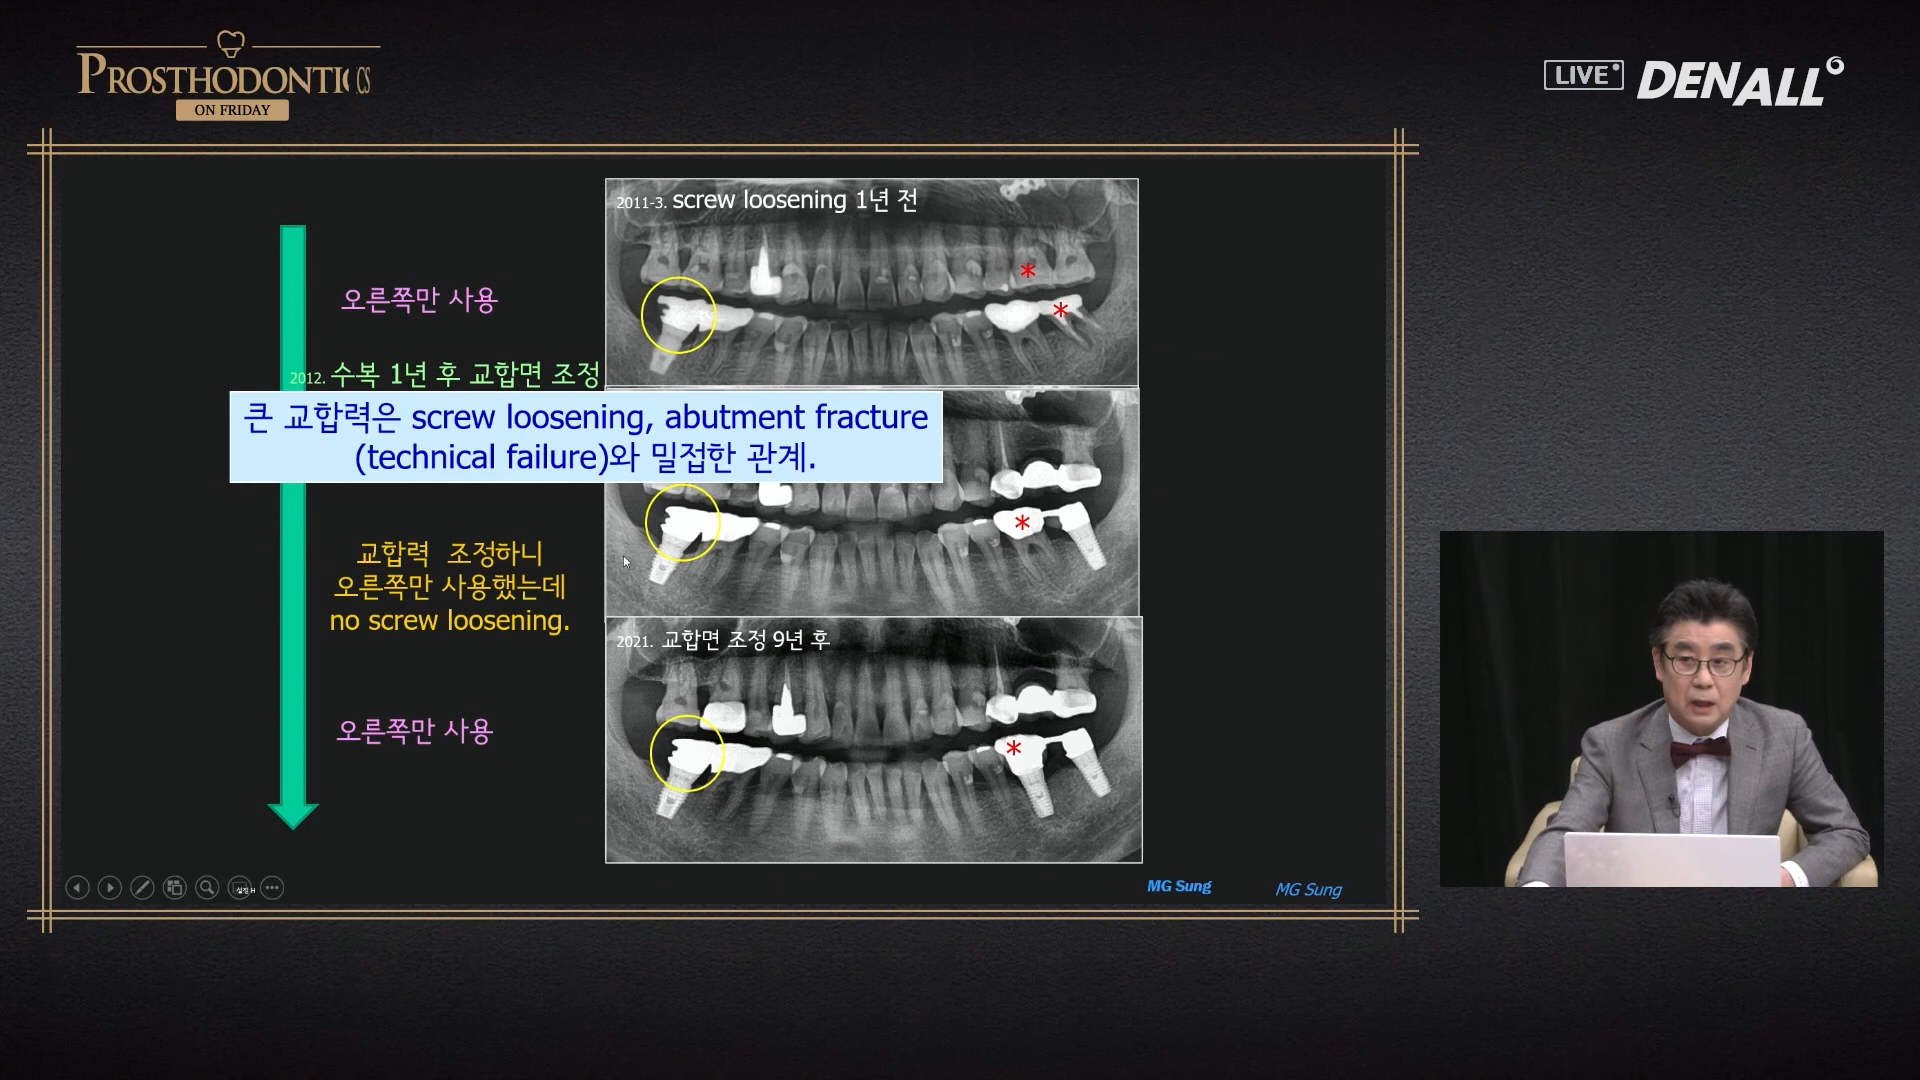 PROSTHODONTICS
ON FRIDAY
LIVE
DENALL
2011-3. screw loosening 1년 전
오른쪽만 사용
2012. 수복 1년 후 교합면 조정
큰 교합력은 screw loosening, abutment fracture
(technical failure)와 밀접한 관계.
교합력 조정하니
오른쪽만 사용했는데
no screw loosening.
2021. 교합면 조정 9년 후
오른쪽만 사용
MG Sung
MG Sung